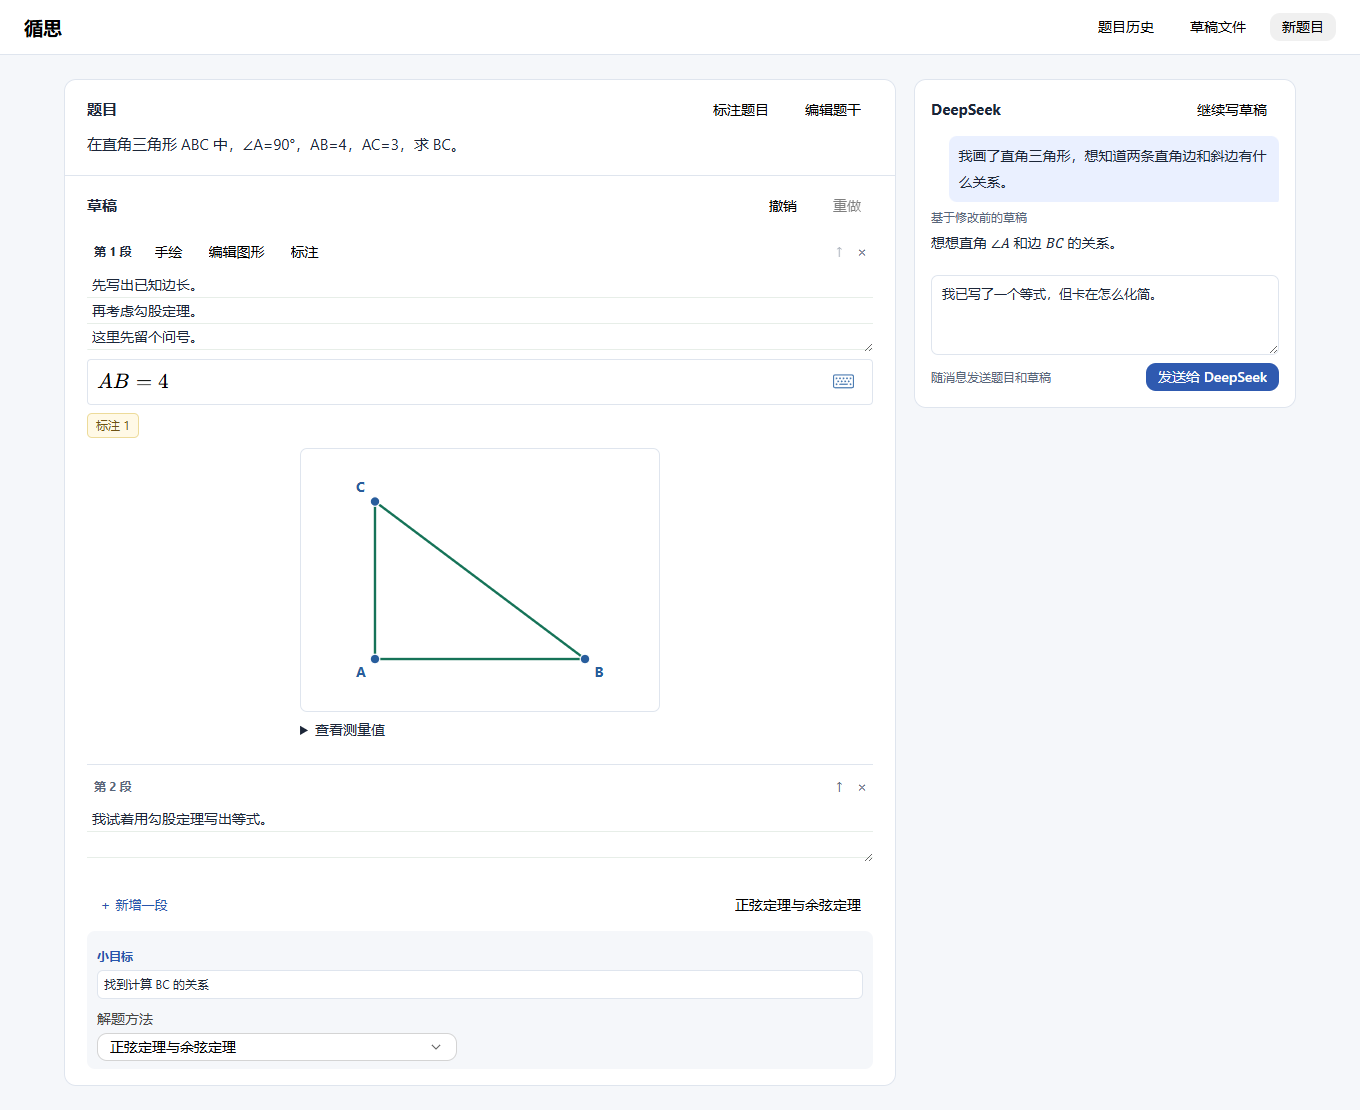 循思
题目历史
草稿文件
新题目
题目
标注题目
编辑题干
在直角三角形 ABC 中，∠A=90°，AB=4，AC=3，求 BC。
草稿
撤销
重做
第 1 段
手绘
编辑图形
标注
↑
×
先写出已知边长。
再考虑勾股定理。
这里先留个问号。
AB = 4
标注 1
C
A
B
查看测量值
第 2 段
↑
×
我试着用勾股定理写出等式。
+ 新增一段
正弦定理与余弦定理
小目标
找到计算 BC 的关系
解题方法
正弦定理与余弦定理
DeepSeek
继续写草稿
我画了直角三角形，想知道两条直角边和斜边有什
么关系。
基于修改前的草稿
想想直角 ∠A 和边 BC 的关系。
我已写了一个等式，但卡在怎么化简。
随消息发送题目和草稿
发送给 DeepSeek